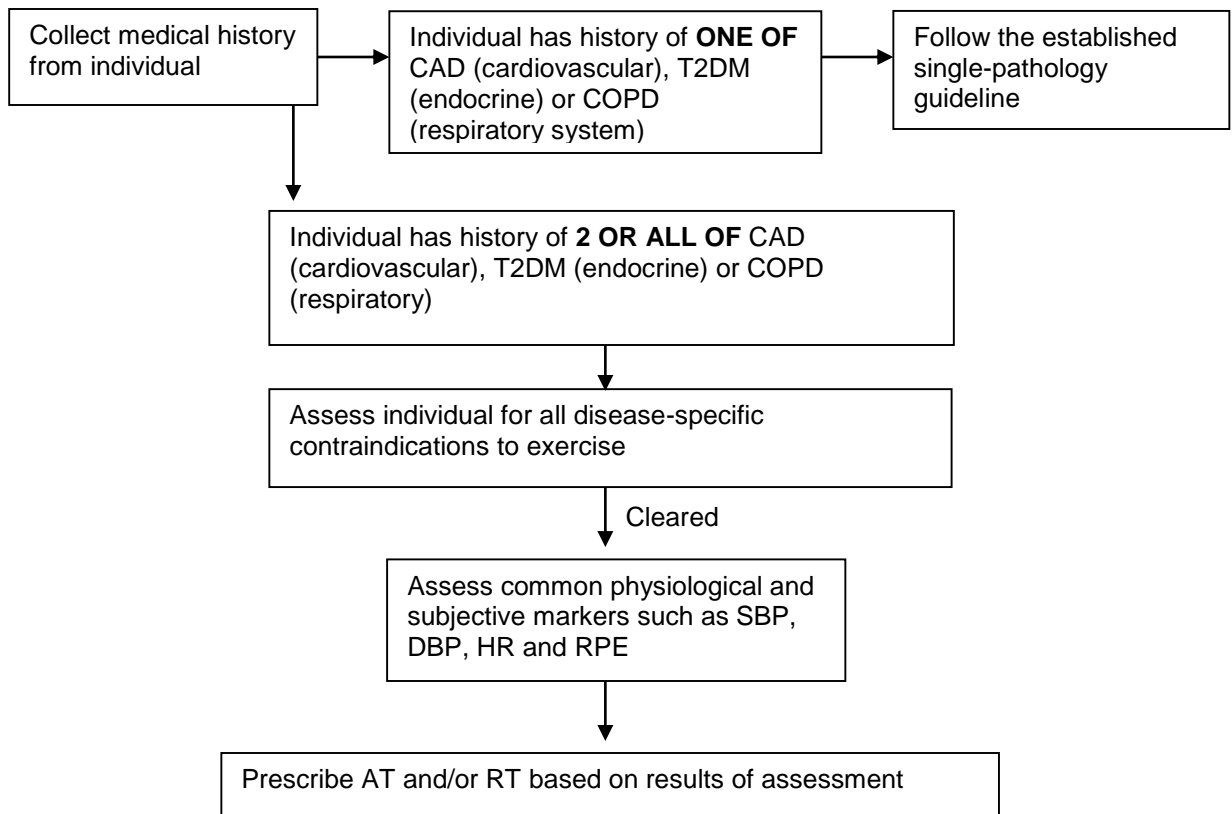 Collect medical history
from individual
Individual has history of ONE OF
CAD (cardiovascular), T2DM
(endocrine) or COPD
(respiratory system)
Follow the established
single-pathology
guideline
Individual has history of 2 OR ALL OF CAD
(cardiovascular), T2DM (endocrine) or COPD
(respiratory)
Assess individual for all disease-specific
contraindications to exercise
Cleared
Assess common physiological and
subjective markers such as SBP,
DBP, HR and RPE
Prescribe AT and/or RT based on results of assessment